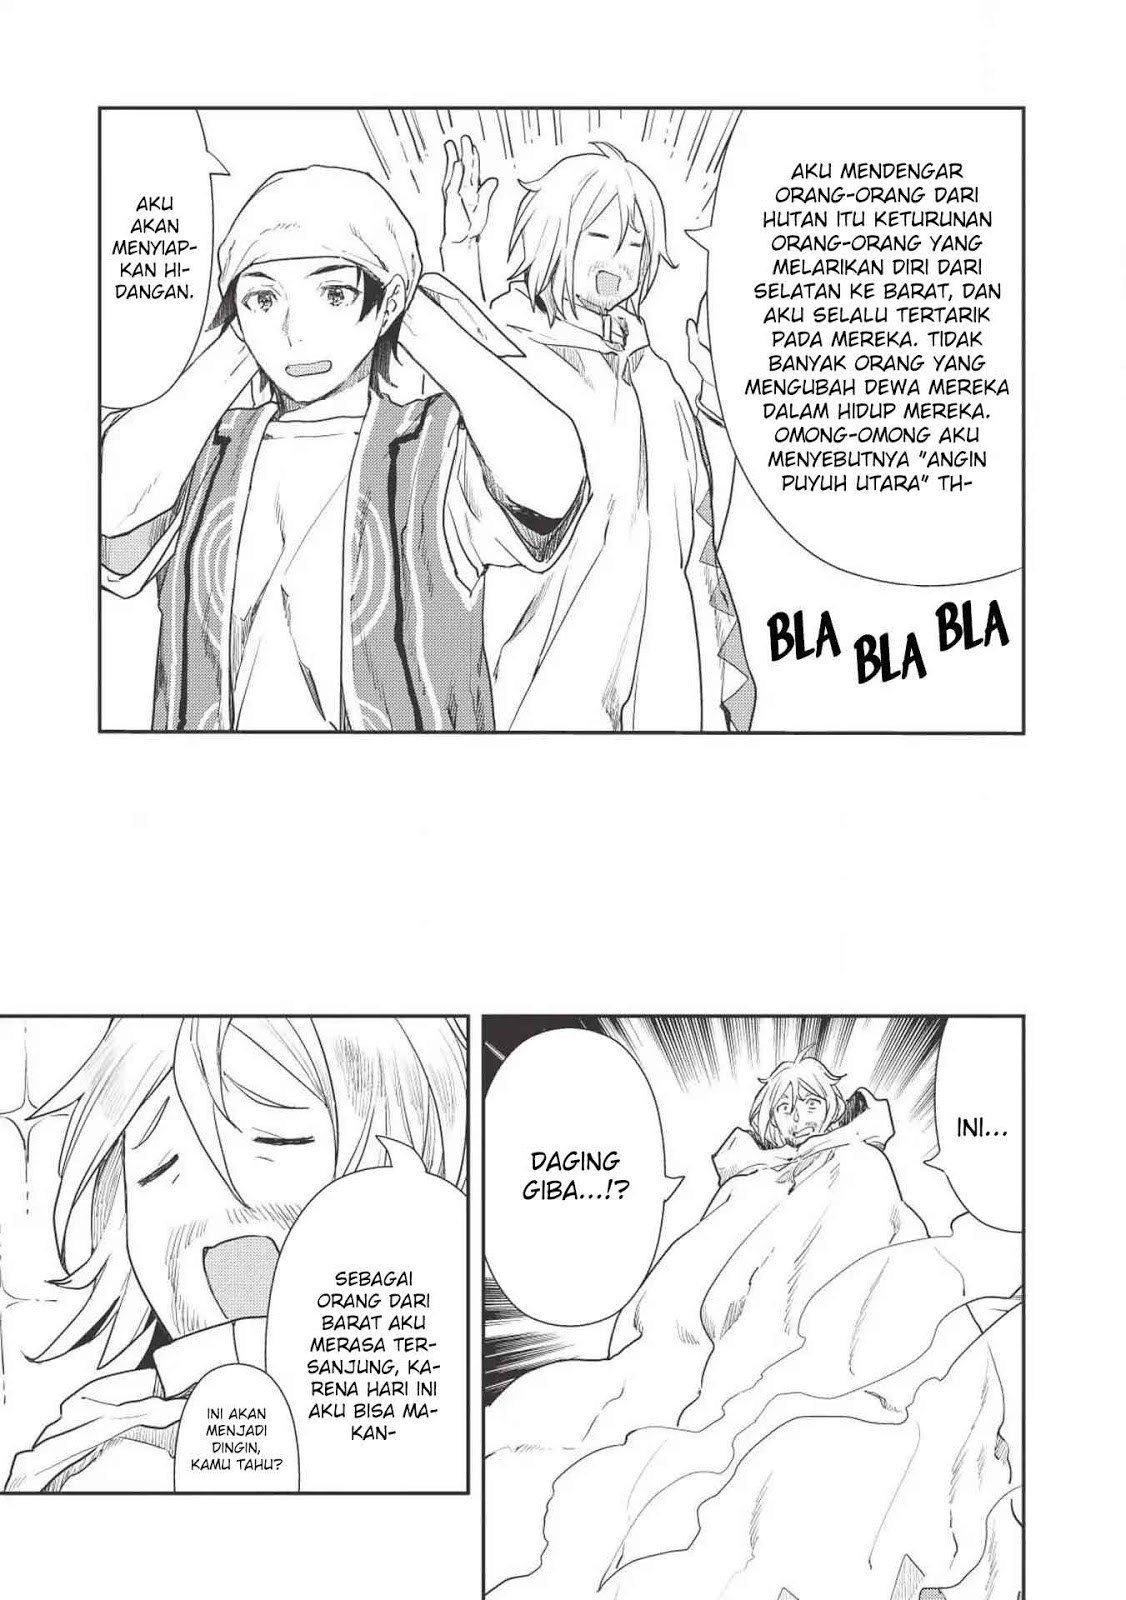 AKU MENDENGAR
ORANG-ORANG DARI
HUTAN ITU KETURUNAN
ORANG-ORANG YANG
MELARIKAN DIRI DARI
SELATAN KE BARAT, DAN
AKU SELALU TERTARIK
PADA MEREKA. TIDAK
BANYAK ORANG YANG
MENGUBAH DEWA MEREKA
DALAM HIDUP MEREKA.
OMONG-OMONG AKU
MENYEBUTNYA "ANGIN
PUYUH UTARA" TH-
BLA
BLA
BLA
AKU
AKAN
MENYIAP-
KAN HI-
DANGAN.
INI...
DAGING
GIBA...!?
SEBAGAI
ORANG DARI
BARAT AKU
MERASA TER-
SANJUNG, KA-
RENA HARI INI
AKU BISA MA-
KAN-
INI AKAN
MENJADI
DINGIN,
KAMU TAHU?